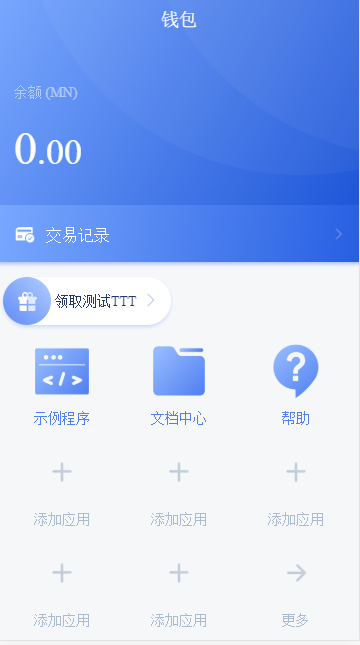 钱包
余额 (MN)
0.00
交易记录
领取测试TTT
示例程序 文档中心 帮助
添加应用 添加应用 添加应用
添加应用 添加应用 更多